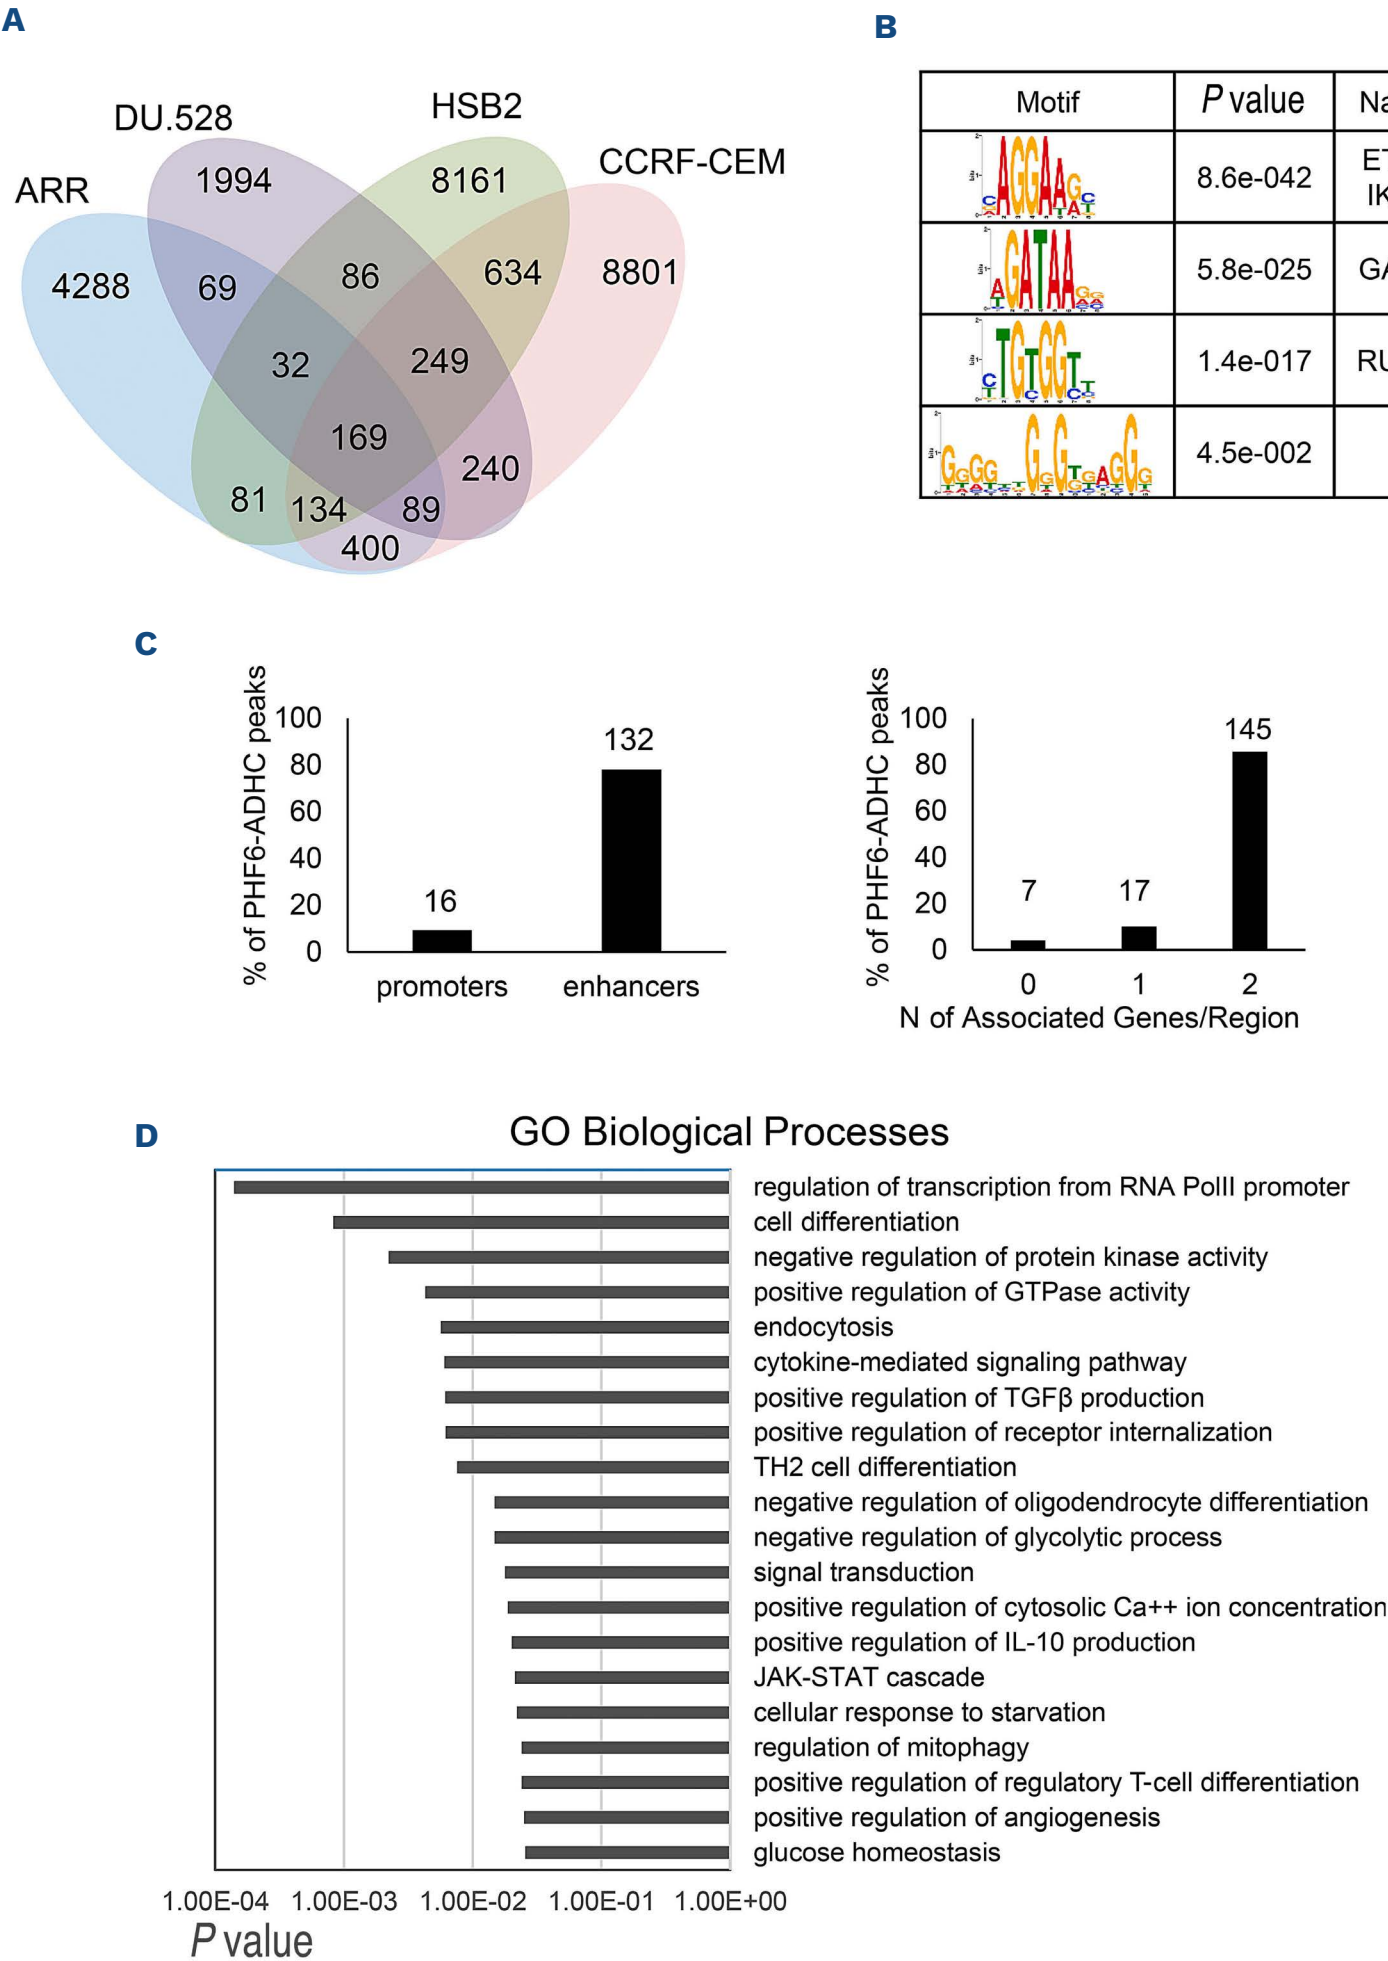 A
DU.528
HSB2
CCRF-CEM
ARR
1994
8161
4288
69
86
634
8801
32
249
169
240
81
134
89
400
B
Motif P value Na
8.6e-042 ET
IK
5.8e-025 GA
1.4e-017 RU
4.5e-002
C
% of PHF6-ADHC peaks
100
80
60
40
20
0
16
132
promoters enhancers
% of PHF6-ADHC peaks
100
80
60
40
20
0
7
17
145
0 1 2
N of Associated Genes/Region
D
GO Biological Processes
regulation of transcription from RNA PolII promoter
cell differentiation
negative regulation of protein kinase activity
positive regulation of GTPase activity
endocytosis
cytokine-mediated signaling pathway
positive regulation of TGFβ production
positive regulation of receptor internalization
TH2 cell differentiation
negative regulation of oligodendrocyte differentiation
negative regulation of glycolytic process
signal transduction
positive regulation of cytosolic Ca++ ion concentration
positive regulation of IL-10 production
JAK-STAT cascade
cellular response to starvation
regulation of mitophagy
positive regulation of regulatory T-cell differentiation
positive regulation of angiogenesis
glucose homeostasis
1.00E-04 1.00E-03 1.00E-02 1.00E-01 1.00E+00
P value